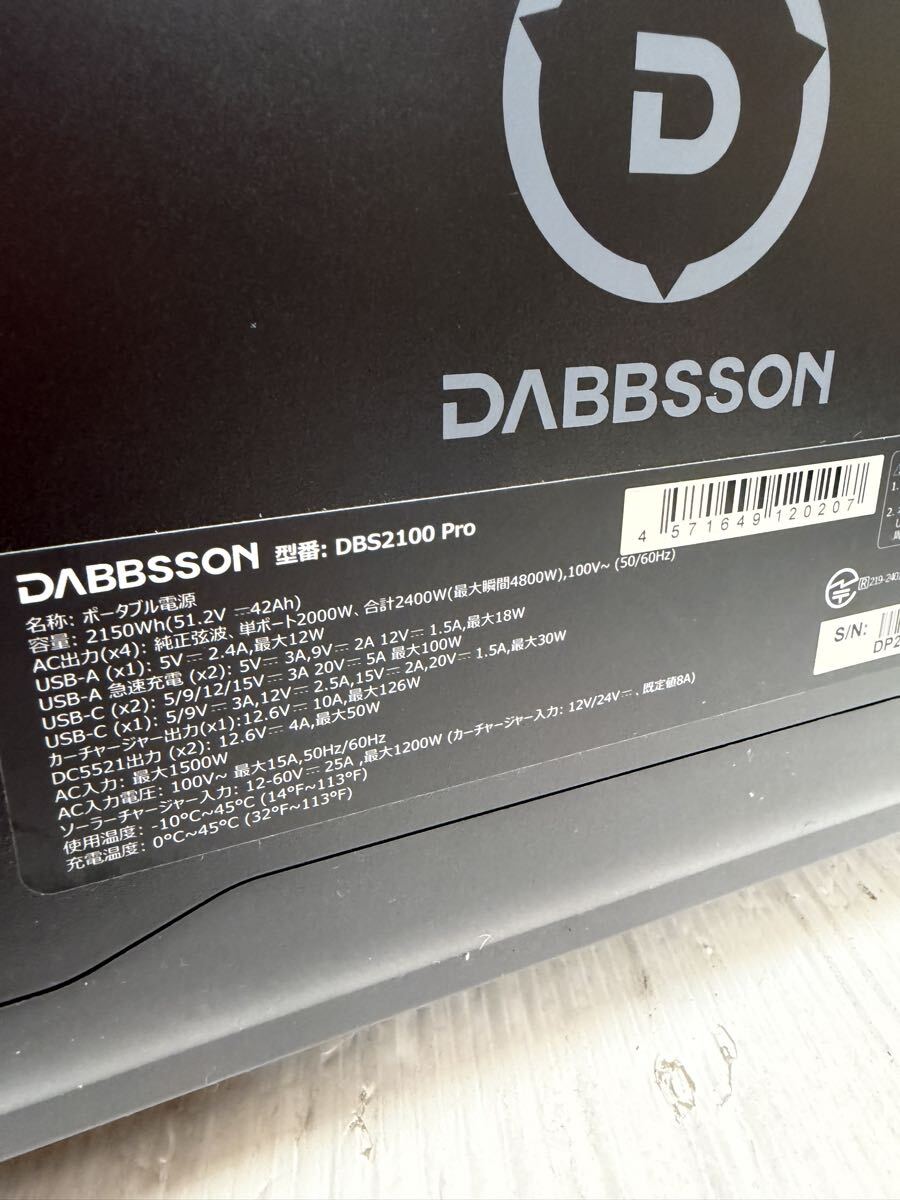 D
DABBSSON
DABBSSON 型番: DBS2100 Pro
4 571649 120207
名称: ポータブル電源
容量: 2150Wh(51.2V ⎓42Ah)
AC出力(x4): 純正弦波、単ポート2000W、合計2400W(最大瞬間4800W),100V~ (50/60Hz)
USB-A (x1): 5V⎓ 2.4A,最大12W
USB-A 急速充電 (x2): 5V⎓ 3A,9V⎓ 2A 12V⎓ 1.5A,最大18W
USB-C (x2): 5/9/12/15V⎓ 3A 20V⎓ 5A 最大100W
USB-C (x1): 5/9V⎓ 3A,12V⎓ 2.5A,15V⎓ 2A,20V⎓ 1.5A,最大30W
カーチャージャー出力(x1):12.6V⎓ 10A,最大126W
DC5521出力 (x2): 12.6V⎓ 4A,最大50W
AC入力: 最大1500W
AC入力電圧: 100V~ 最大15A,50Hz/60Hz
ソーラーチャージャー入力: 12-60V⎓ 25A ,最大1200W (カーチャージャー入力: 12V/24V⎓、既定値8A)
使用温度: -10°C~45°C (14°F~113°F)
充電温度: 0°C~45°C (32°F~113°F)
1.
2.
R 219-240
S/N:
DP2